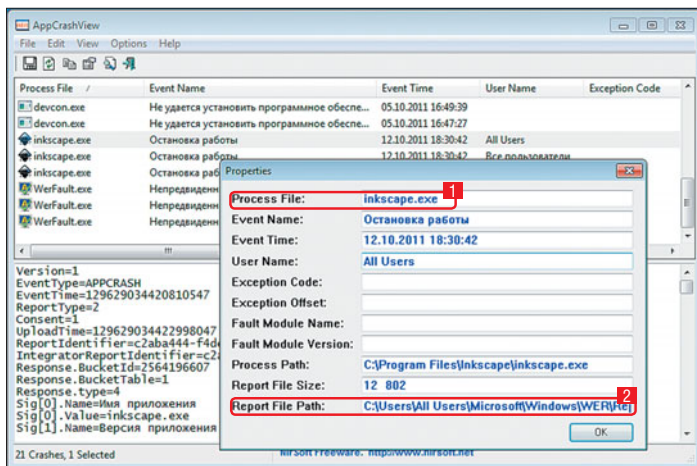 AppCrashView
File Edit View Options Help
Process File / Event Name Event Time User Name Exception Code
devcon.exe Не удается установить программное обеспе... 05.10.2011 16:49:39
devcon.exe Не удается установить программное обеспе... 05.10.2011 16:47:27
inkscape.exe Остановка работы 12.10.2011 18:30:42 All Users
inkscape.exe Остановка работы 12.10.2011 18:30:42 Все пользователи
inkscape.exe Остановка раб
WerFault.exe Непредвиден
WerFault.exe Непредвиден
WerFault.exe Непредвиден
Properties
1
Process File: inkscape.exe
Event Name: Остановка работы
Event Time: 12.10.2011 18:30:42
User Name: All Users
Exception Code:
Exception Offset:
Fault Module Name:
Fault Module Version:
Process Path: C:\Program Files\Inkscape\inkscape.exe
Report File Size: 12 802
2
Report File Path: C:\Users\All Users\Microsoft\Windows\WER\Re
OK
Version=1
EventType=APPCRASH
EventTime=129629034420810547
ReportType=2
Consent=1
UploadTime=129629034422998047
ReportIdentifier=c2aba444-f4d
IntegratorReportIdentifier=c2
Response.BucketId=2564196607
Response.BucketTable=1
Response.type=4
Sig[0].Name=Имя приложения
Sig[0].Value=inkscape.exe
Sig[1].Name=Версия приложения
21 Crashes, 1 Selected NirSoft Freeware. http://www.nirsoft.net